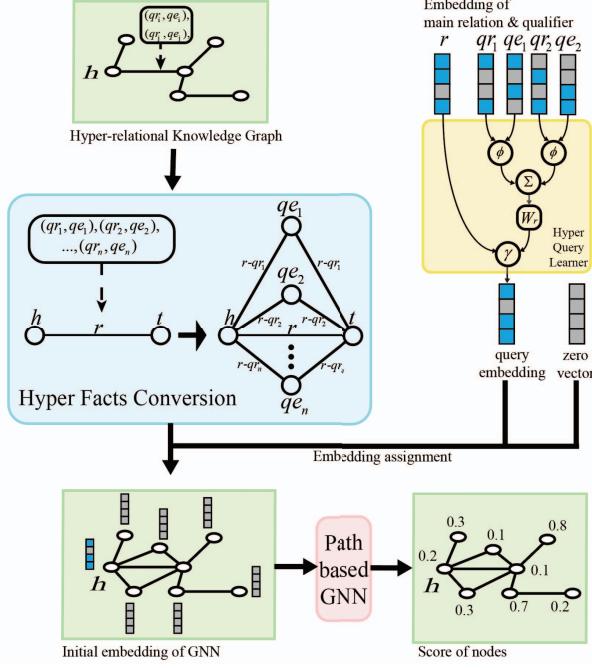 (qr₁, qe₁),
(qr₁, qe₁),
h
Hyper-relational Knowledge Graph
Embedding of
main relation & qualifier
r qr₁ qe₁ qr₂ qe₂
ϕ ϕ
Σ
W_r
γ
Hyper
Query
Learner
query
embedding
zero
vector
(qr₁,qe₁),(qr₂,qe₂),
...,(qrₙ,qeₙ)
h r t
qe₁
r-qr₁ r-qr₁
qe₂
r-qr₂ r-qr₂
h r t
r-qrₙ
qeₙ
Hyper Facts Conversion
Embedding assignment
h
Initial embedding of GNN
Path
based
GNN
0.3 0.1 0.8
0.2 0.1
h
0.3 0.7 0.2
Score of nodes